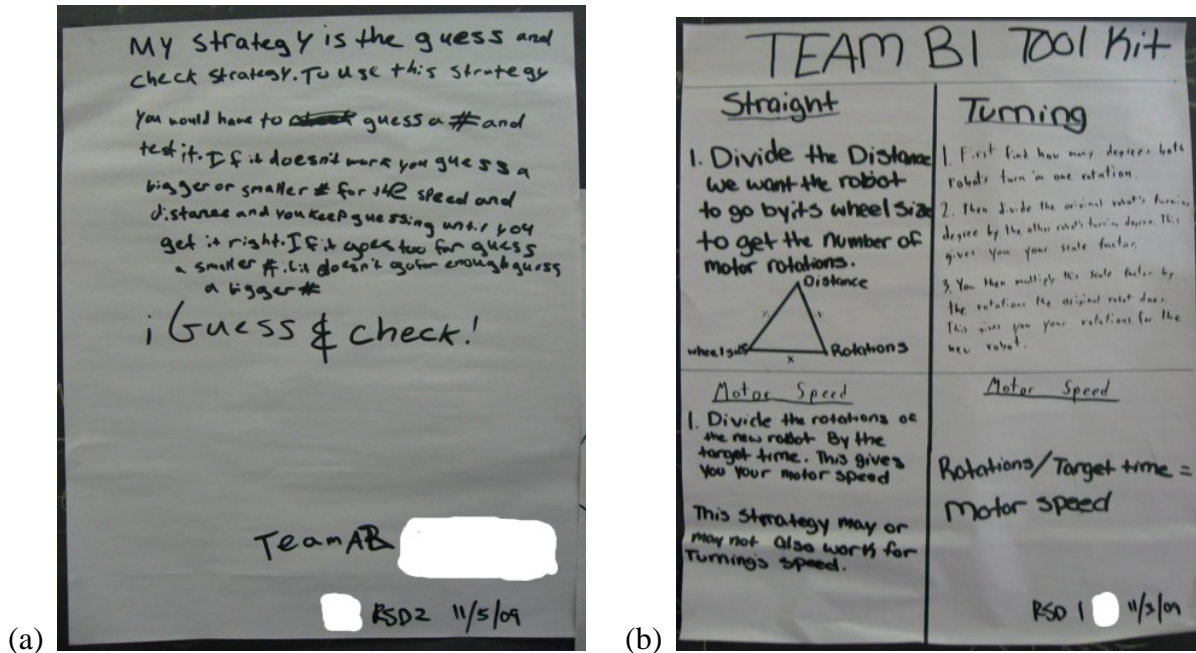 My strategy is the guess and
check strategy. To use this strategy
You would have to guess a # and
test it. If it doesn't work you guess a
bigger or smaller # for the speed and
distance and you keep guessing until you
get it right. If it goes too far guess
a smaller #. if it doesn't go far enough guess
a bigger #
¡ Guess & check!
Team AB
RSD2 11/5/09
(a)
TEAM B1 Tool Kit
Straight
1. Divide the Distance
we want the robot
to go by its wheel size
to get the number of
motor rotations.
Distance
wheel size
x
Rotations
Turning
1. First find how many degrees both
robots turn in one rotation.
2. Then divide the original robot's turning
degree by the other robot's turning degree. This
gives you your scale factor.
3. You then multiply this scale factor by
the rotations the original robot does.
This gives you your rotations for the
new robot.
Motor Speed
1. Divide the rotations of
the new robot By the
target time. This gives
you your motor speed
This Strategy may or
may not also work for
Turning's speed.
Motor Speed
Rotations/Target time =
motor speed
RSD 1 11/3/09
(b)